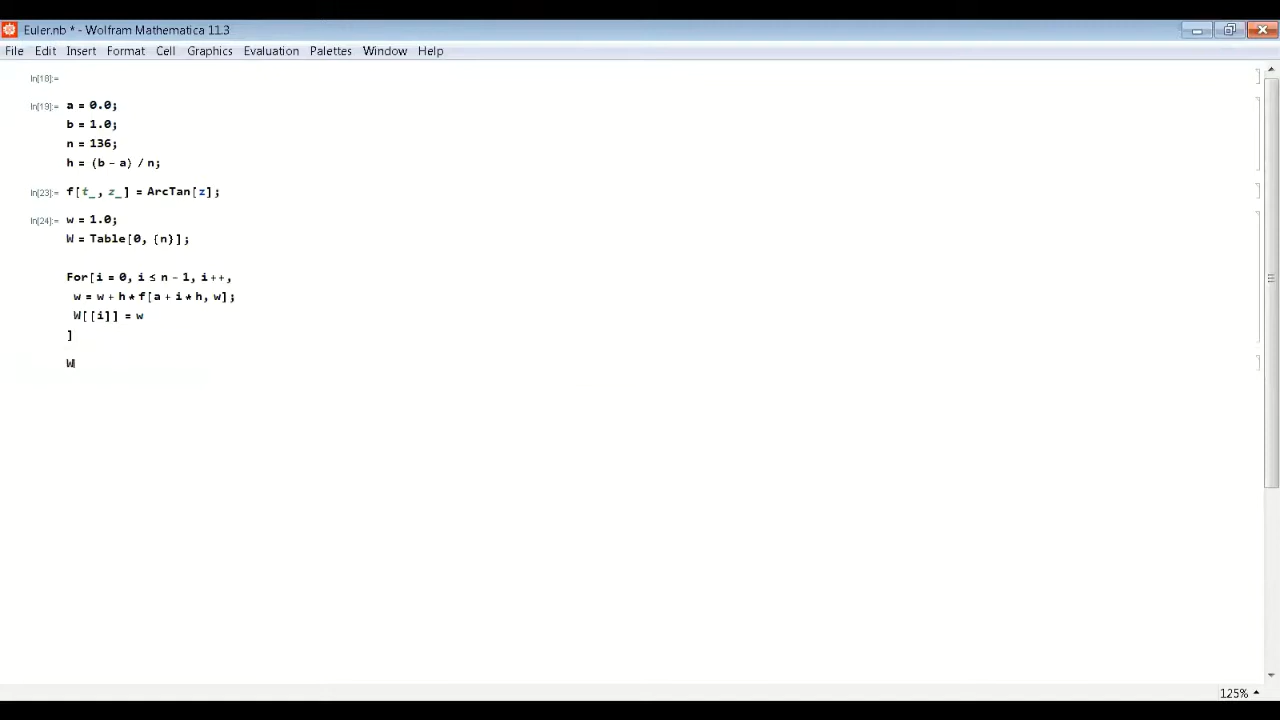 Euler.nb * - Wolfram Mathematica 11.3
File Edit Insert Format Cell Graphics Evaluation Palettes Window Help
In[18]:=
In[19]:= a = 0.0;
b = 1.0;
n = 136;
h = (b - a) / n;
In[23]:= f[t_, z_] = ArcTan[z];
In[24]:= w = 1.0;
W = Table[0, {n}];
For[i = 0, i ≤ n - 1, i++,
w = w + h * f[a + i * h, w];
W[[i]] = w
]
W
125%